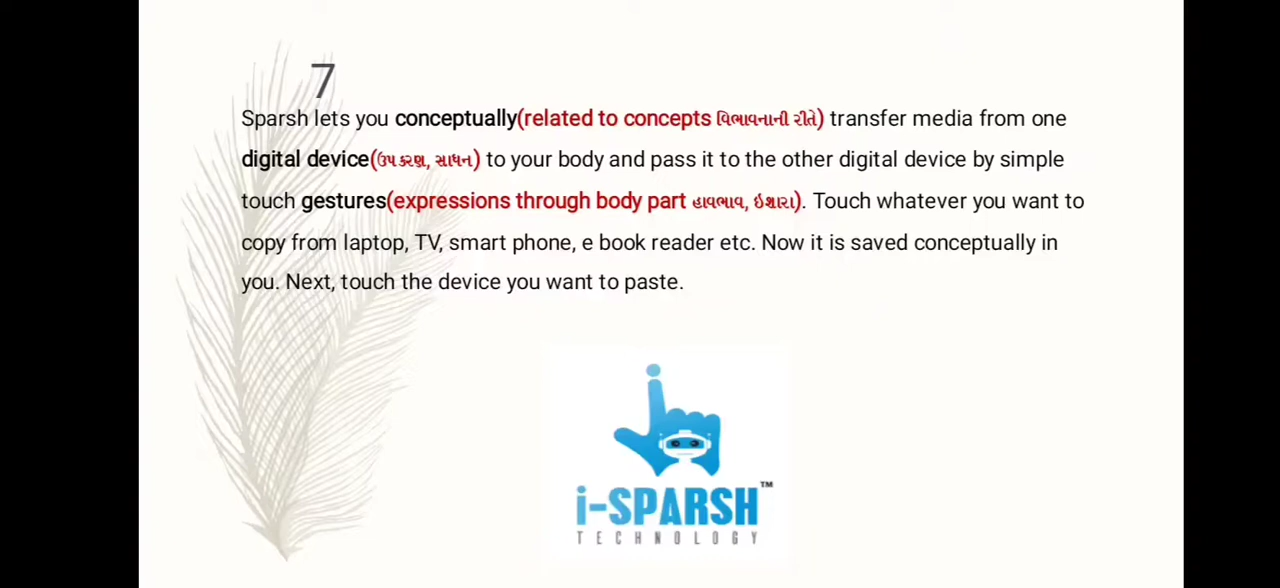 7
Sparsh lets you conceptually(related to concepts વિભાવનાની રીતે) transfer media from one
digital device(ઉપકરણ, સાધન) to your body and pass it to the other digital device by simple
touch gestures(expressions through body part હાવભાવ, ઇશારા). Touch whatever you want to
copy from laptop, TV, smart phone, e book reader etc. Now it is saved conceptually in
you. Next, touch the device you want to paste.
i-SPARSH™
TECHNOLOGY